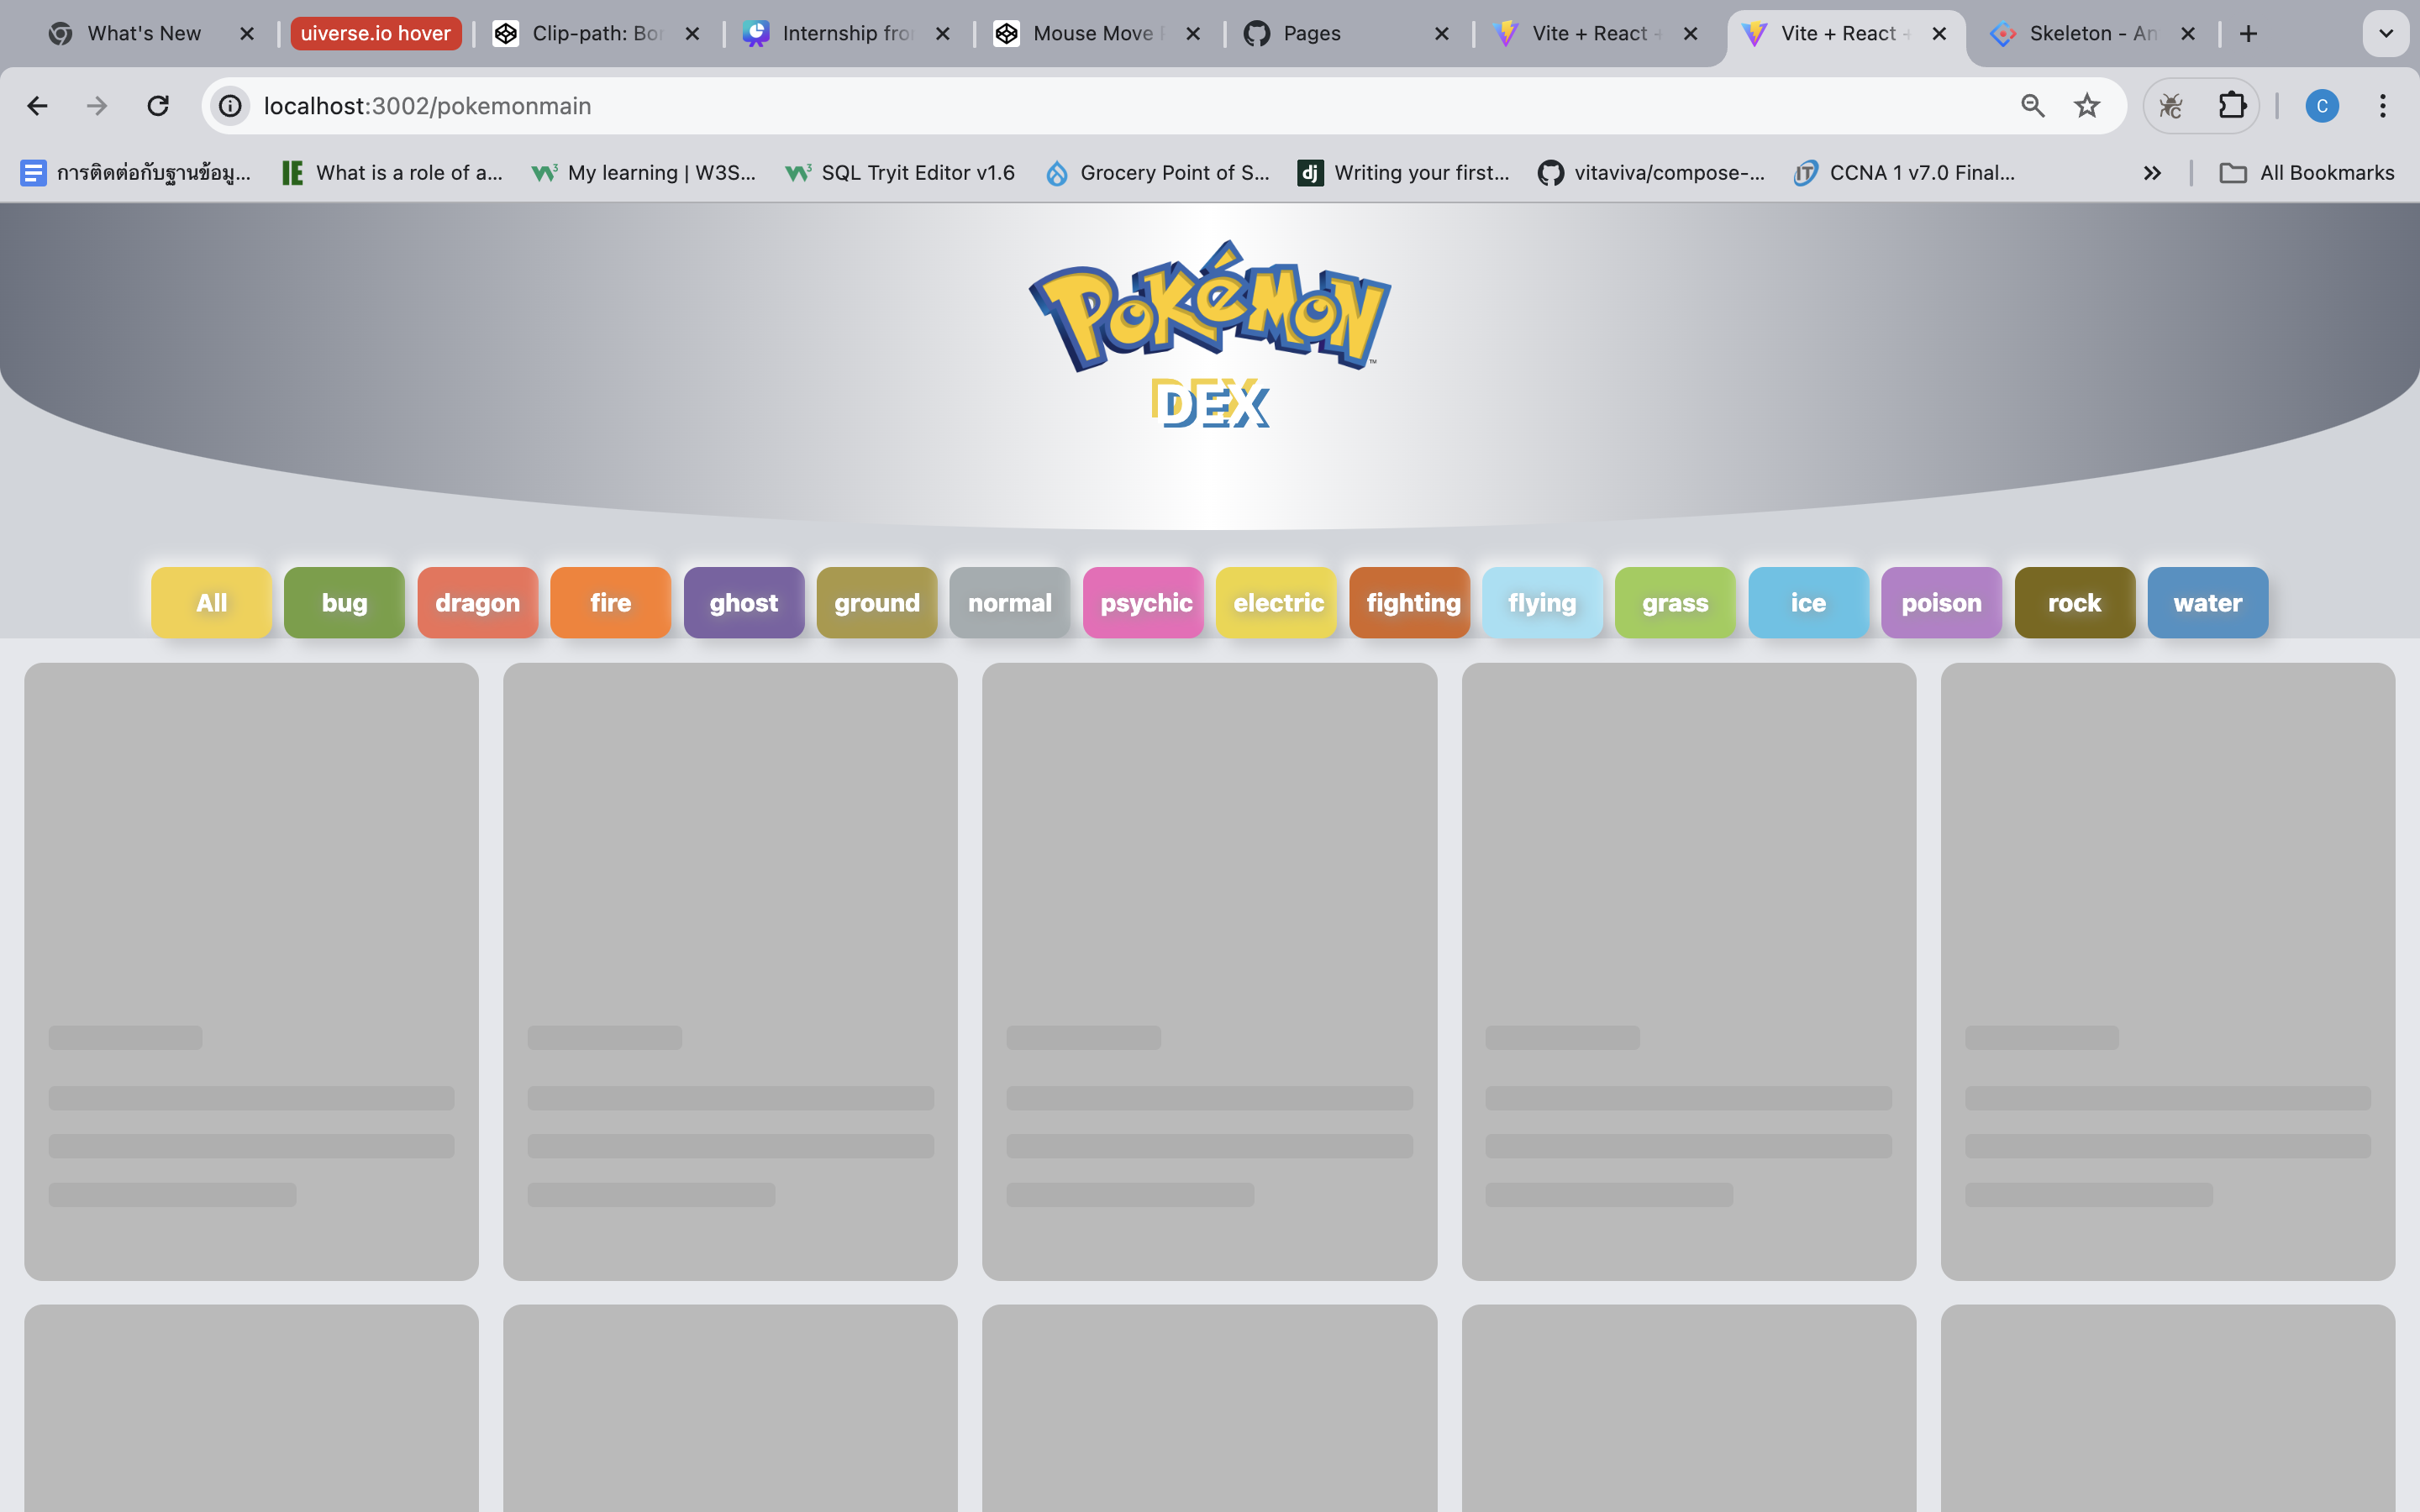 What's New
uiverse.io hover
Clip-path: Bor
Internship fro
Mouse Move
Pages
Vite + React +
Vite + React +
Skeleton - An
localhost:3002/pokemonmain
C
C
การติดต่อกับฐานข้อมู...
What is a role of a...
My learning | W3S...
SQL Tryit Editor v1.6
Grocery Point of S...
dj
Writing your first...
vitaviva/compose-...
IT
CCNA 1 v7.0 Final...
All Bookmarks
POKéMON
TM
DEX
All
bug
dragon
fire
ghost
ground
normal
psychic
electric
fighting
flying
grass
ice
poison
rock
water